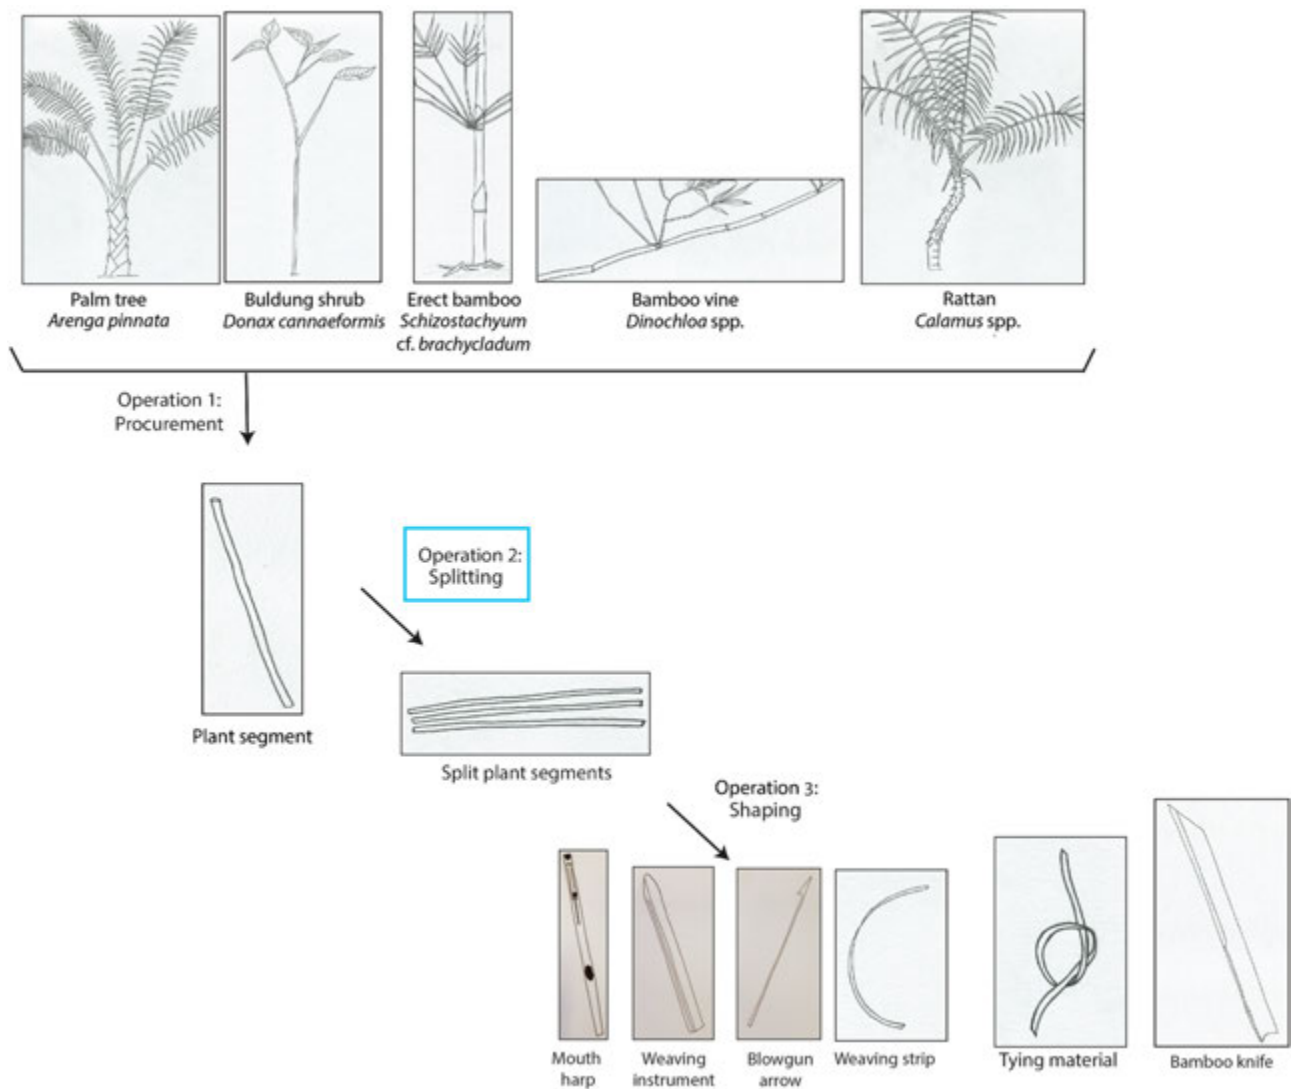 Palm tree
Arenga pinnata
Buldung shrub
Donax cannaeformis
Erect bamboo
Schizostachyum
cf. brachycladum
Bamboo vine
Dinochloa spp.
Rattan
Calamus spp.
Operation 1:
Procurement
Plant segment
Operation 2:
Splitting
Split plant segments
Operation 3:
Shaping
Mouth
harp
Weaving
instrument
Blowgun
arrow
Weaving strip
Tying material
Bamboo knife